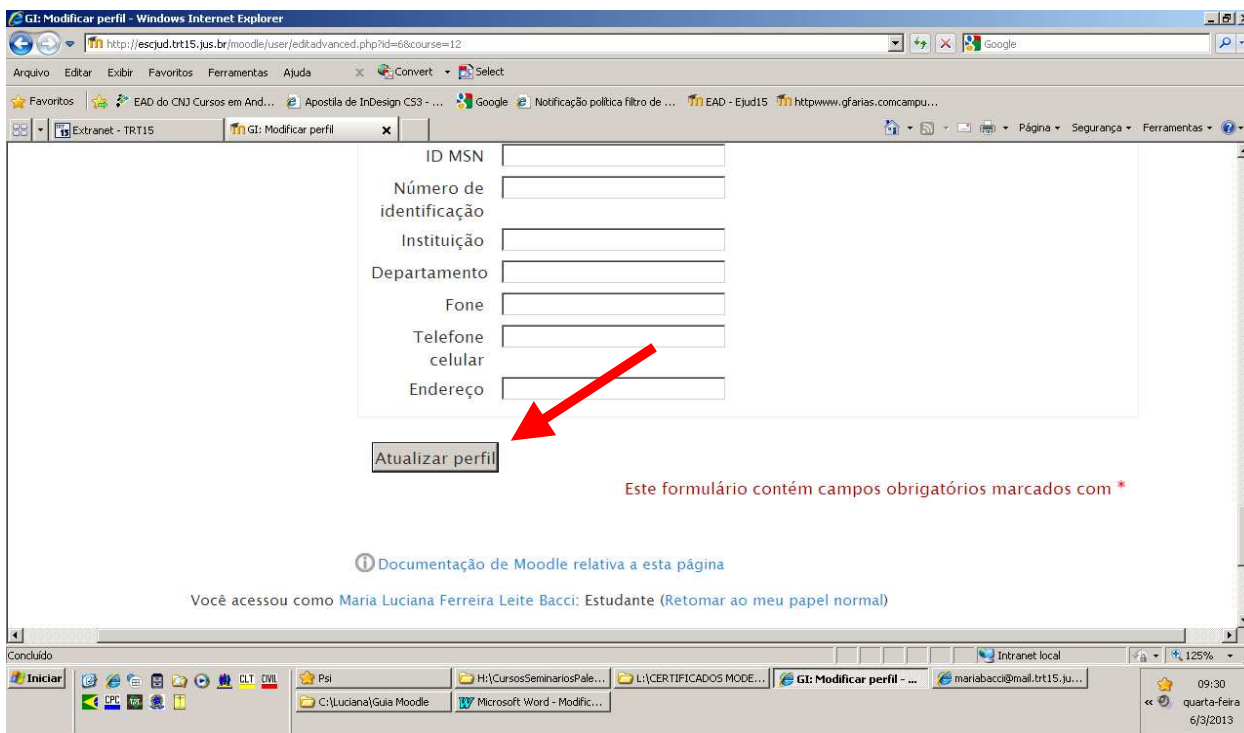 GI: Modificar perfil - Windows Internet Explorer
http://escjud.trt15.jus.br/moodle/user/editadvanced.php?id=6&course=12
Google
Arquivo Editar Exibir Favoritos Ferramentas Ajuda x Convert Select
Favoritos EAD do CNJ Cursos em And... Apostila de InDesign CS3 - ... Google Notificação política filtro de ... EAD - Ejud15 httpwww.gfarias.comcampu...
Extranet - TRT15 GI: Modificar perfil Página Segurança Ferramentas
ID MSN
Número de
identificação
Instituição
Departamento
Fone
Telefone
celular
Endereço
Atualizar perfil
Este formulário contém campos obrigatórios marcados com *
Documentação de Moodle relativa a esta página
Você acessou como Maria Luciana Ferreira Leite Bacci: Estudante (Retomar ao meu papel normal)
Concluído Intranet local 125%
Iniciar CLT CIVIL Psi H:\CursosSeminariosPale... L:\CERTIFICADOS MODE... GI: Modificar perfil - ... mariabacci@mail.trt15.ju... 09:30
CPC C:\Luciana\Guia Moodle Microsoft Word - Modific... quarta-feira
6/3/2013